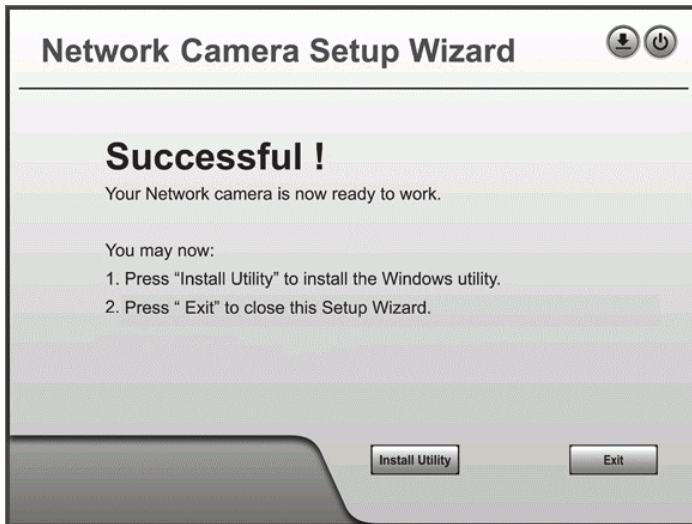 Network Camera Setup Wizard
Successful !
Your Network camera is now ready to work.
You may now:
1. Press “Install Utility” to install the Windows utility.
2. Press “ Exit” to close this Setup Wizard.
Install Utility
Exit